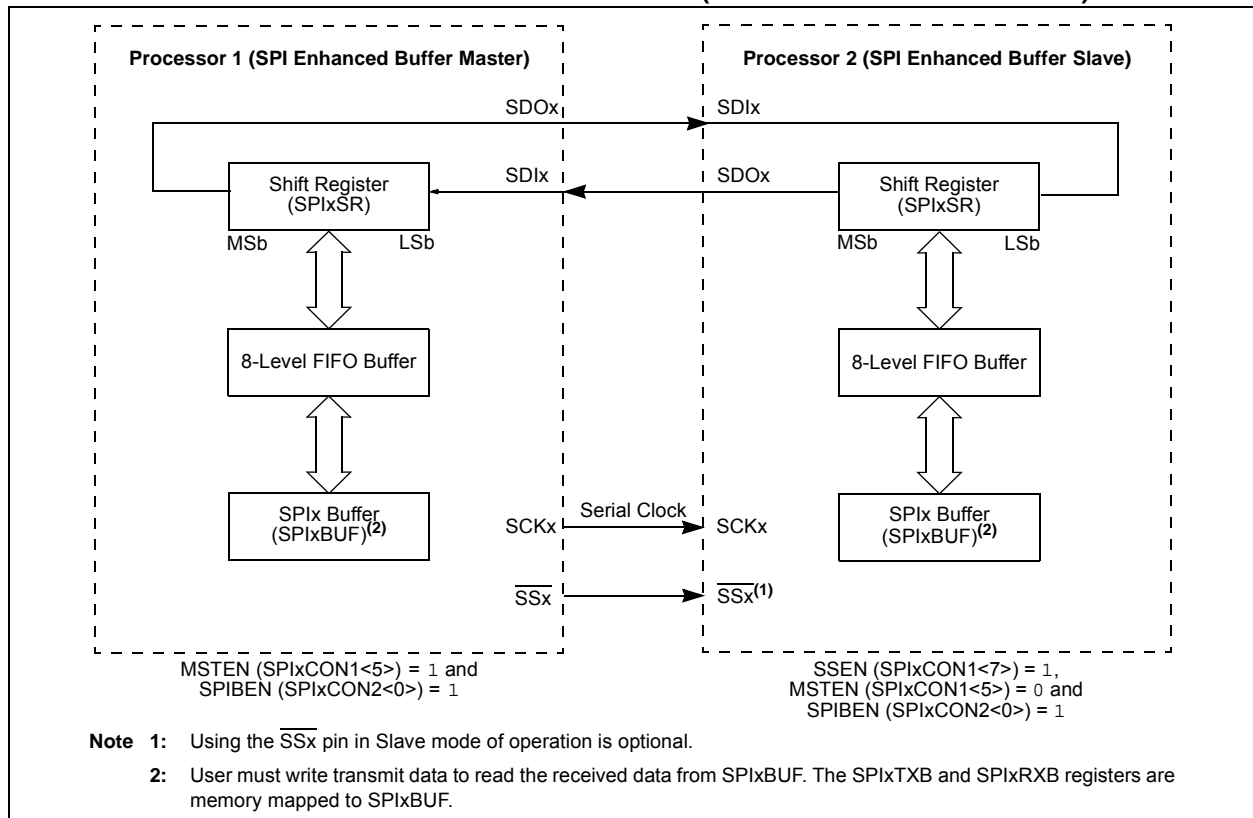 Processor 1 (SPI Enhanced Buffer Master)
Processor 2 (SPI Enhanced Buffer Slave)
SDOx
SDIx
Shift Register
(SPIxSR)
SDIx
SDOx
Shift Register
(SPIxSR)
MSb
LSb
MSb
LSb
8-Level FIFO Buffer
8-Level FIFO Buffer
SPIx Buffer
(SPIxBUF)(2)
SCKx
Serial Clock
SCKx
SPIx Buffer
(SPIxBUF)(2)
SSx
SSx(1)
MSTEN (SPIxCON1<5>) = 1 and
SPIBEN (SPIxCON2<0>) = 1
SSEN (SPIxCON1<7>) = 1,
MSTEN (SPIxCON1<5>) = 0 and
SPIBEN (SPIxCON2<0>) = 1
Note 1: Using the SSx pin in Slave mode of operation is optional.
2: User must write transmit data to read the received data from SPIxBUF. The SPIxTXB and SPIxRXB registers are
memory mapped to SPIxBUF.